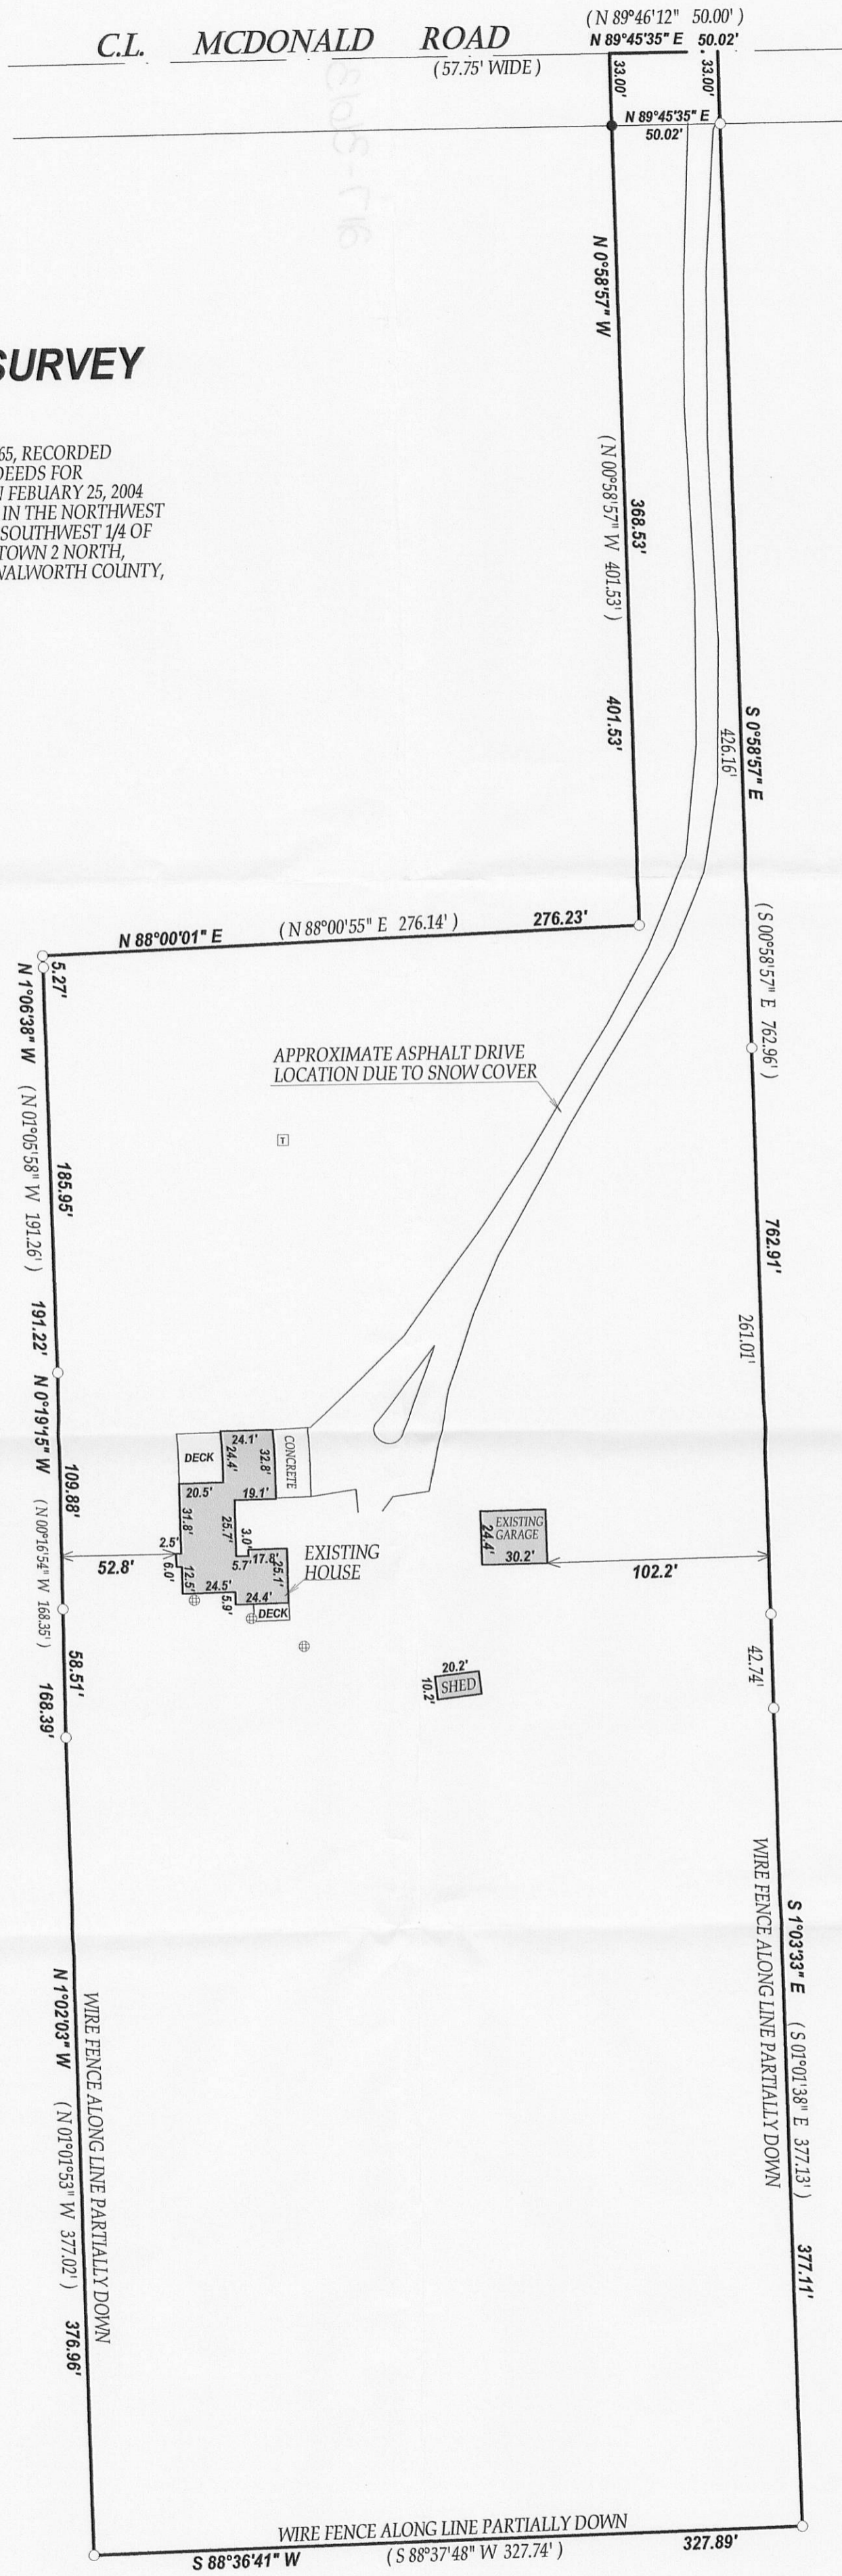 ( N 89°46'12" 50.00' )
N 89°45'35" E 50.02'
C.L. MCDONALD ROAD
( 57.75' WIDE )
33.00'
33.00'
N 89°45'35" E
50.02'
N 0°58'57" W
SURVEY
65, RECORDED
DEEDS FOR
N FEBUARY 25, 2004
IN THE NORTHWEST
SOUTHWEST 1/4 OF
TOWN 2 NORTH,
WALWORTH COUNTY,
( N 00°58'57" W 401.53' )
368.53'
401.53'
S 0°58'57" E
426.16'
( S 00°58'57" E 762.96' )
762.91'
261.01'
N 88°00'01" E
( N 88°00'55" E 276.14' )
276.23'
5.27'
N 1°06'38" W
( N 01°05'58" W 191.26' )
185.95'
191.22'
APPROXIMATE ASPHALT DRIVE
LOCATION DUE TO SNOW COVER
T
N 0°19'15" W
109.88'
( N 00°16'54" W 168.35' )
58.51'
168.39'
52.8'
DECK
24.1'
24.4'
32.8'
CONCRETE
20.5'
19.1'
31.8'
25.7'
3.0'
2.5'
6.0'
5.7'
17.8'
25.1'
12.5'
24.5'
5.9'
24.4'
DECK
EXISTING
HOUSE
EXISTING
GARAGE
24.4'
30.2'
102.2'
20.2'
10.2'
SHED
42.74'
WIRE FENCE ALONG LINE PARTIALLY DOWN
S 1°03'33" E
( S 01°01'38" E 377.13' )
377.11'
WIRE FENCE ALONG LINE PARTIALLY DOWN
N 1°02'03" W
( N 01°01'53" W 377.02' )
376.96'
WIRE FENCE ALONG LINE PARTIALLY DOWN
S 88°36'41" W
( S 88°37'48" W 327.74' )
327.89'